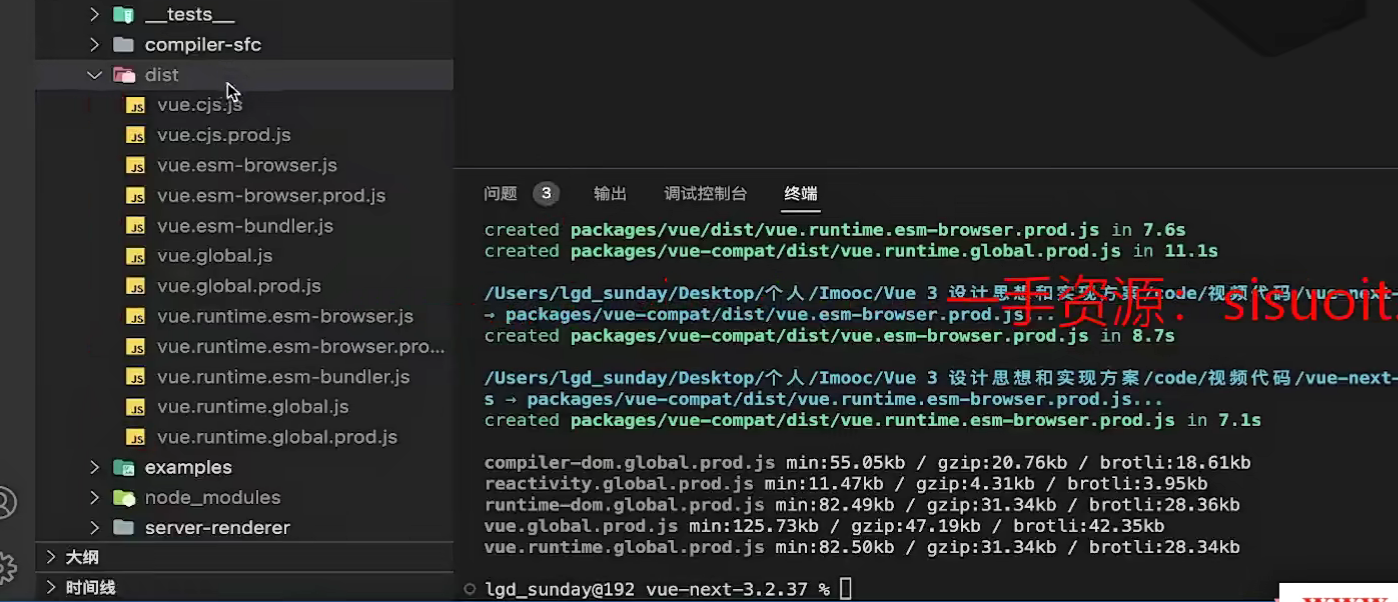 __tests__
compiler-sfc
dist
vue.cjs.js
vue.cjs.prod.js
vue.esm-browser.js
vue.esm-browser.prod.js
vue.esm-bundler.js
vue.global.js
vue.global.prod.js
vue.runtime.esm-browser.js
vue.runtime.esm-browser.pro...
vue.runtime.esm-bundler.js
vue.runtime.global.js
vue.runtime.global.prod.js
examples
node_modules
server-renderer
大纲
时间线
问题 3 输出 调试控制台 终端
created packages/vue/dist/vue.runtime.esm-browser.prod.js in 7.6s
created packages/vue-compat/dist/vue.runtime.global.prod.js in 11.1s
/Users/lgd_sunday/Desktop/个人/Imooc/Vue 3 设计思想和实现方案/code/视频代码/vue-next-
→ packages/vue-compat/dist/vue.esm-browser.prod.js...
created packages/vue-compat/dist/vue.esm-browser.prod.js in 8.7s
/Users/lgd_sunday/Desktop/个人/Imooc/Vue 3 设计思想和实现方案/code/视频代码/vue-next-
s → packages/vue-compat/dist/vue.runtime.esm-browser.prod.js...
created packages/vue-compat/dist/vue.runtime.esm-browser.prod.js in 7.1s
compiler-dom.global.prod.js min:55.05kb / gzip:20.76kb / brotli:18.61kb
reactivity.global.prod.js min:11.47kb / gzip:4.31kb / brotli:3.95kb
runtime-dom.global.prod.js min:82.49kb / gzip:31.34kb / brotli:28.36kb
vue.global.prod.js min:125.73kb / gzip:47.19kb / brotli:42.35kb
vue.runtime.global.prod.js min:82.50kb / gzip:31.34kb / brotli:28.34kb
lgd_sunday@192 vue-next-3.2.37 %
一手资源：sisuoit.